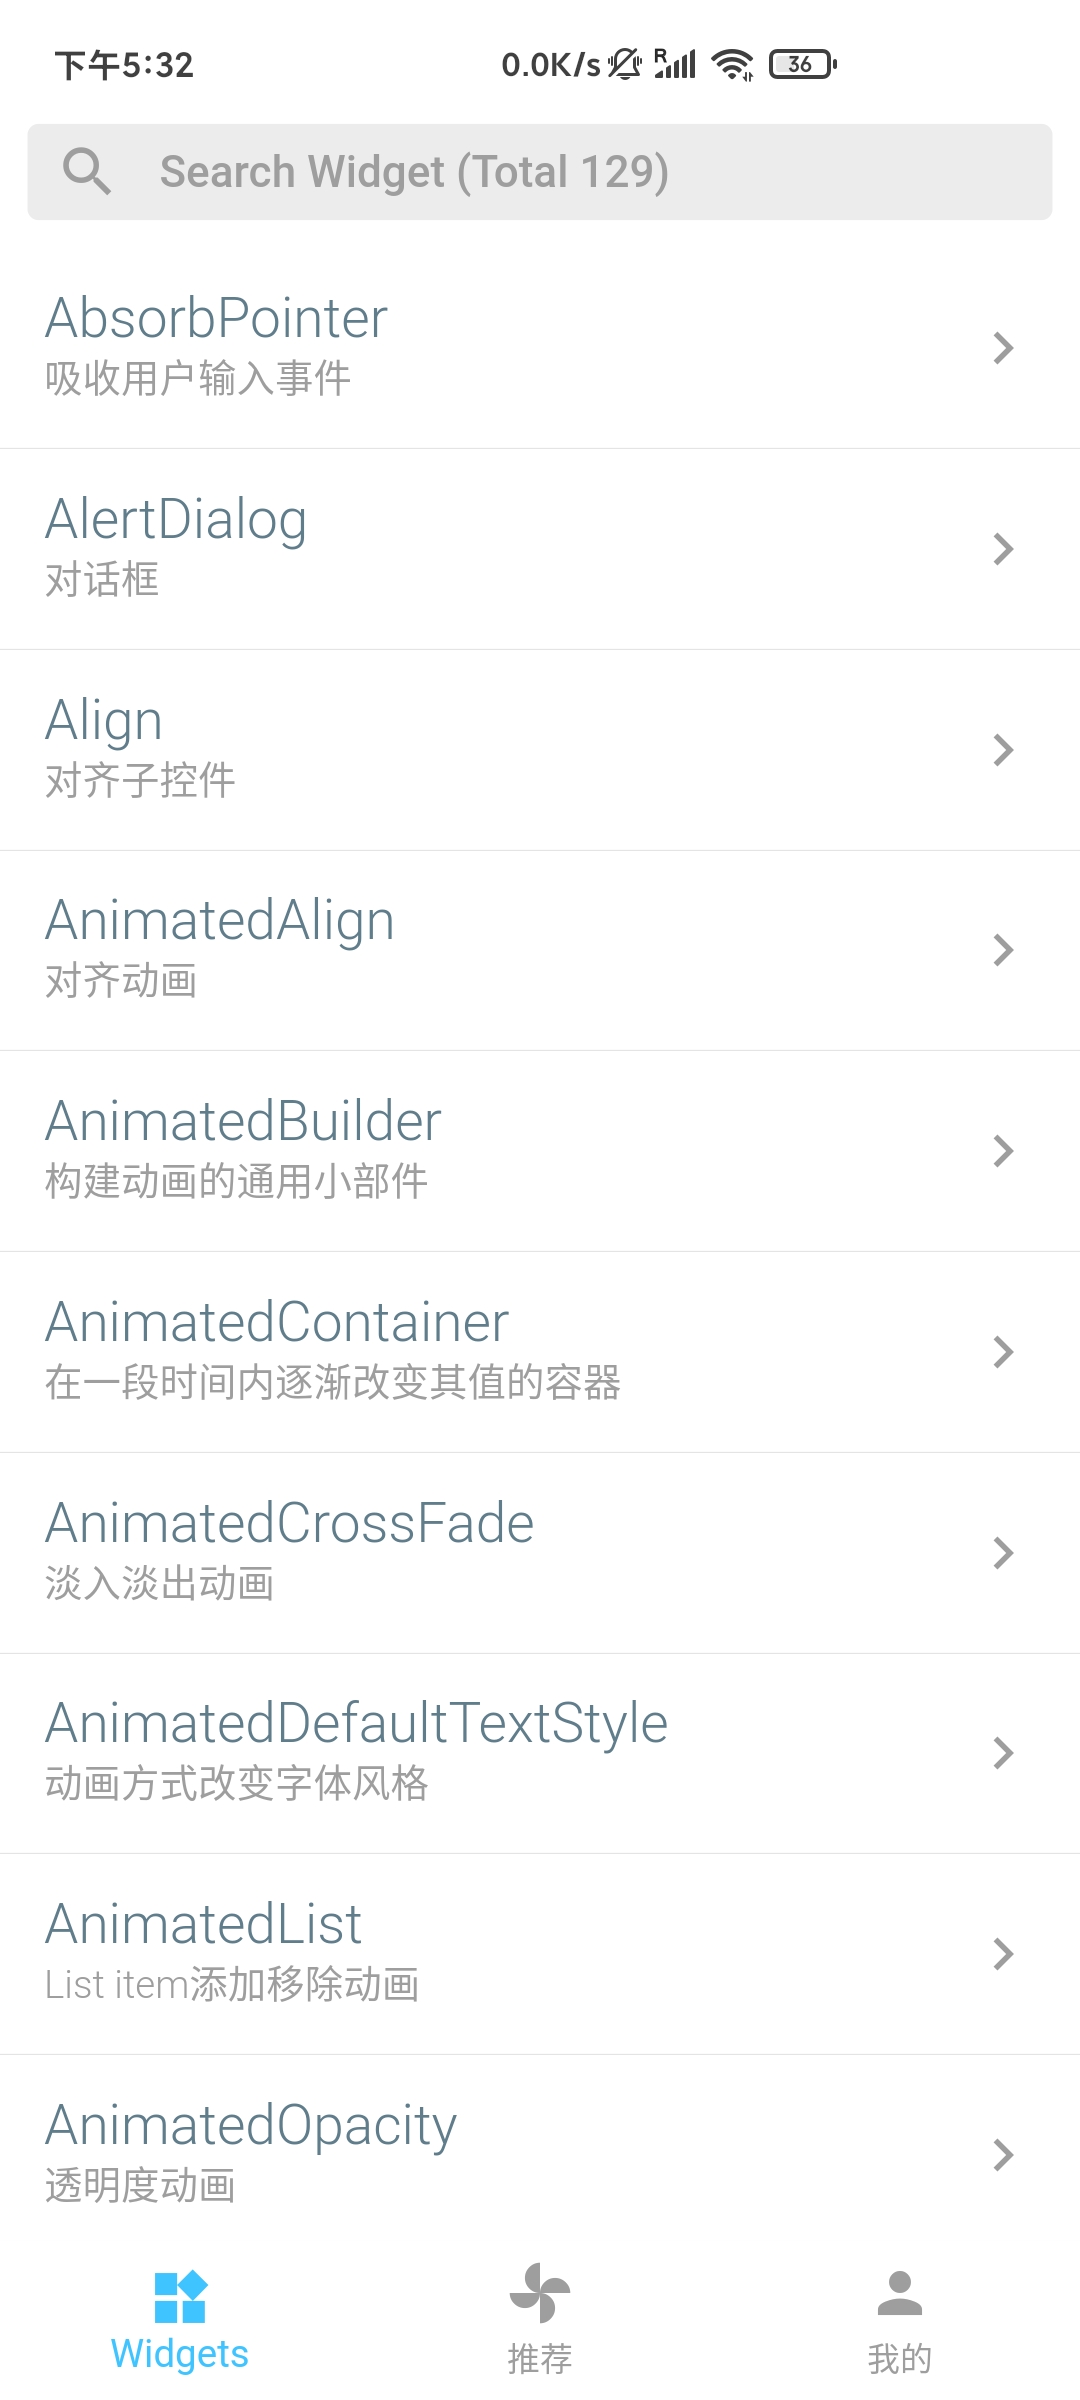 下午5:32
0.0K/s R 36
Search Widget (Total 129)
AbsorbPointer
吸收用户输入事件
AlertDialog
对话框
Align
对齐子控件
AnimatedAlign
对齐动画
AnimatedBuilder
构建动画的通用小部件
AnimatedContainer
在一段时间内逐渐改变其值的容器
AnimatedCrossFade
淡入淡出动画
AnimatedDefaultTextStyle
动画方式改变字体风格
AnimatedList
List item添加移除动画
AnimatedOpacity
透明度动画
Widgets
推荐
我的